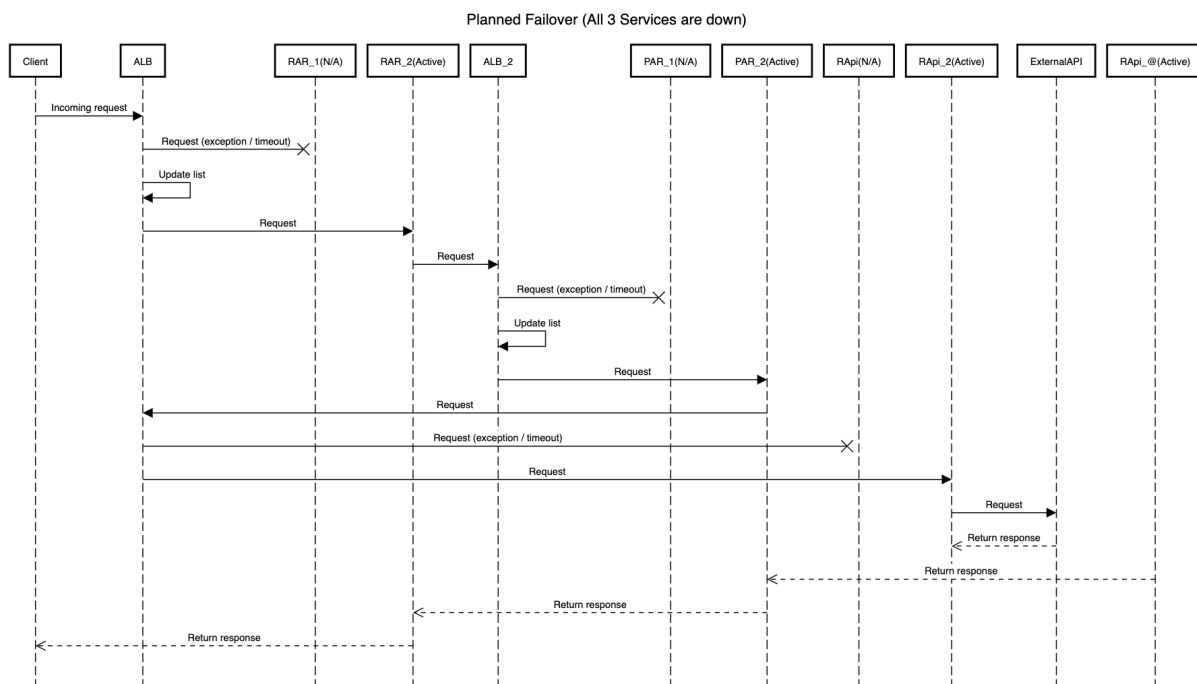 Planned Failover (All 3 Services are down)
Client
ALB
RAR_1(N/A)
RAR_2(Active)
ALB_2
PAR_1(N/A)
PAR_2(Active)
RApi(N/A)
RApi_2(Active)
ExternalAPI
RApi_@(Active)
Incoming request
Request (exception / timeout)
Update list
Request
Request
Request (exception / timeout)
Update list
Request
Request
Request (exception / timeout)
Request
Request
Return response
Return response
Return response
Return response